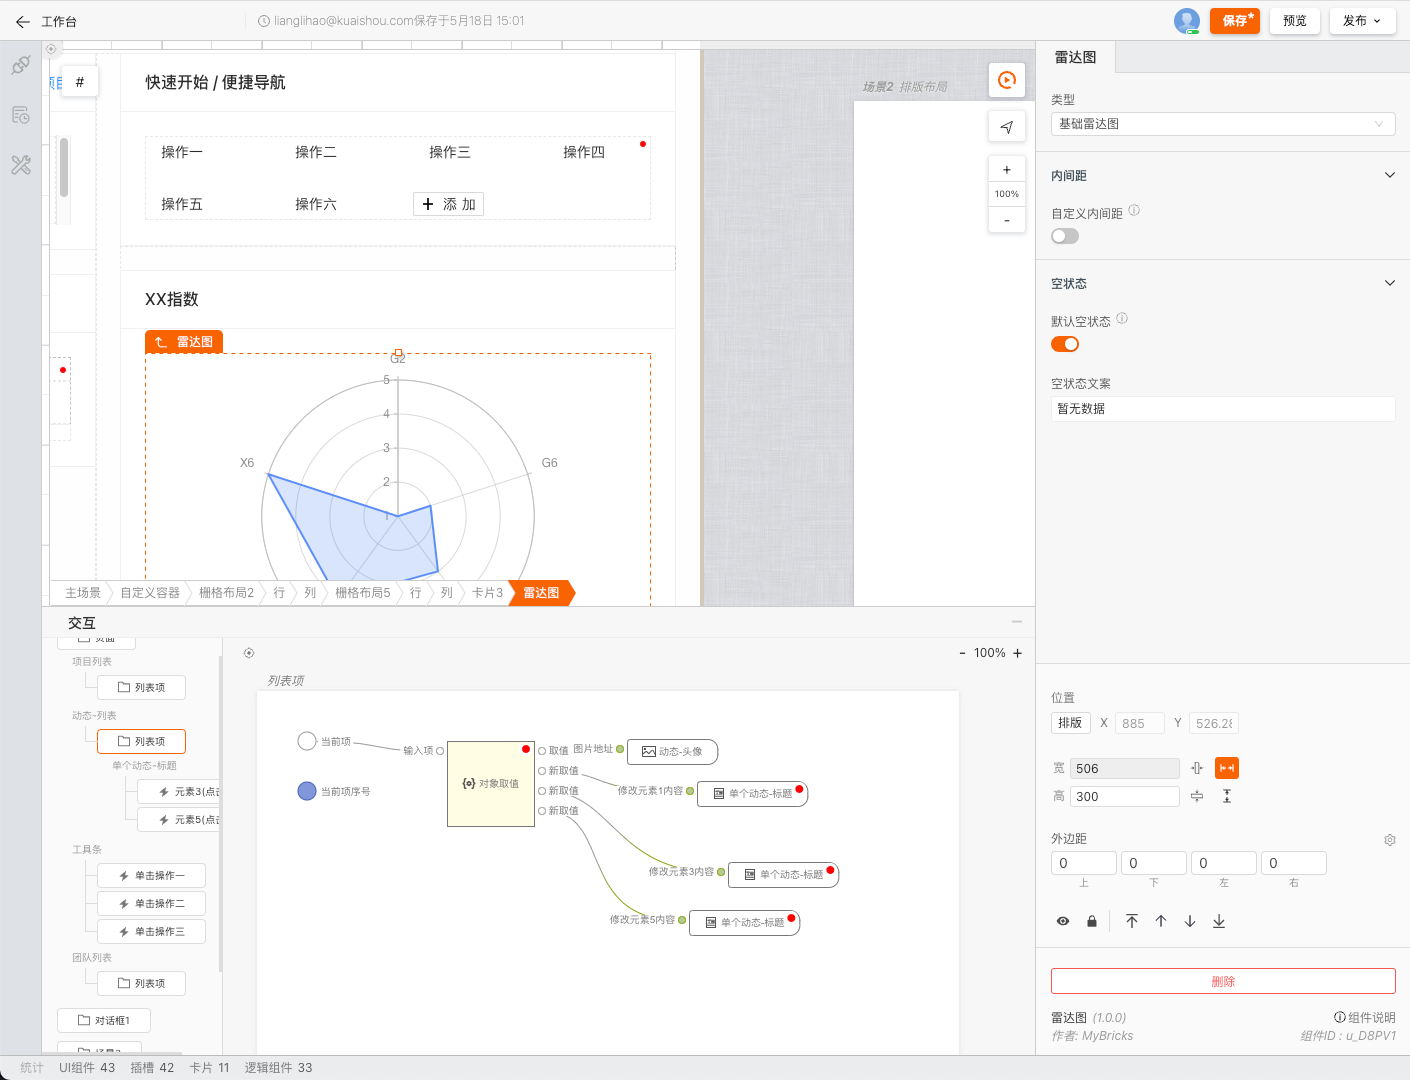 工作台
lianglihao@kuaishou.com保存于5月18日 15:01
保存*
预览
发布
#
快速开始 / 便捷导航
操作一
操作二
操作三
操作四
操作五
操作六
+ 添 加
XX指数
雷达图
G2
5
4
3
2
1
X6
G6
主场景
自定义容器
栅格布局2
行
列
栅格布局5
行
列
卡片3
雷达图
场景2 排版布局
+
100%
-
交互
页面
项目列表
列表项
动态-列表
列表项
单个动态-标题
元素3(点击
元素5(点击
工具条
单击操作一
单击操作二
单击操作三
团队列表
列表项
对话框1
- 100% +
列表项
当前项
当前项序号
输入项
对象取值
取值
新取值
新取值
新取值
图片地址
动态-头像
修改元素1内容
单个动态-标题
修改元素3内容
单个动态-标题
修改元素5内容
单个动态-标题
雷达图
类型
基础雷达图
内间距
自定义内间距
空状态
默认空状态
空状态文案
暂无数据
位置
排版 X 885 Y 526.28
宽 506
高 300
外边距
0 0 0 0
上 下 左 右
删除
雷达图 (1.0.0)
组件说明
作者: MyBricks
组件ID : u_D8PV1
统计 UI组件 43 插槽 42 卡片 11 逻辑组件 33